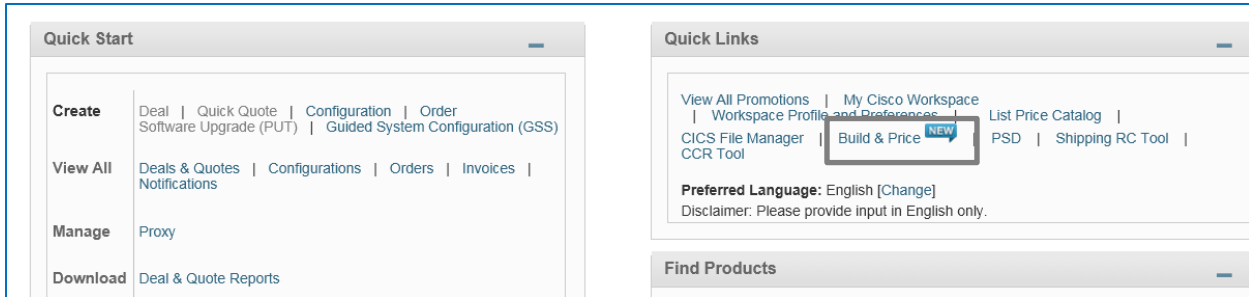 Quick Start
Create
Deal | Quick Quote | Configuration | Order
Software Upgrade (PUT) | Guided System Configuration (GSS)
View All
Deals & Quotes | Configurations | Orders | Invoices |
Notifications
Manage
Proxy
Download
Deal & Quote Reports
Quick Links
View All Promotions | My Cisco Workspace
| Workspace Profile and Preferences | List Price Catalog |
CICS File Manager | Build & Price NEW | PSD | Shipping RC Tool |
CCR Tool
Preferred Language: English [Change]
Disclaimer: Please provide input in English only.
Find Products